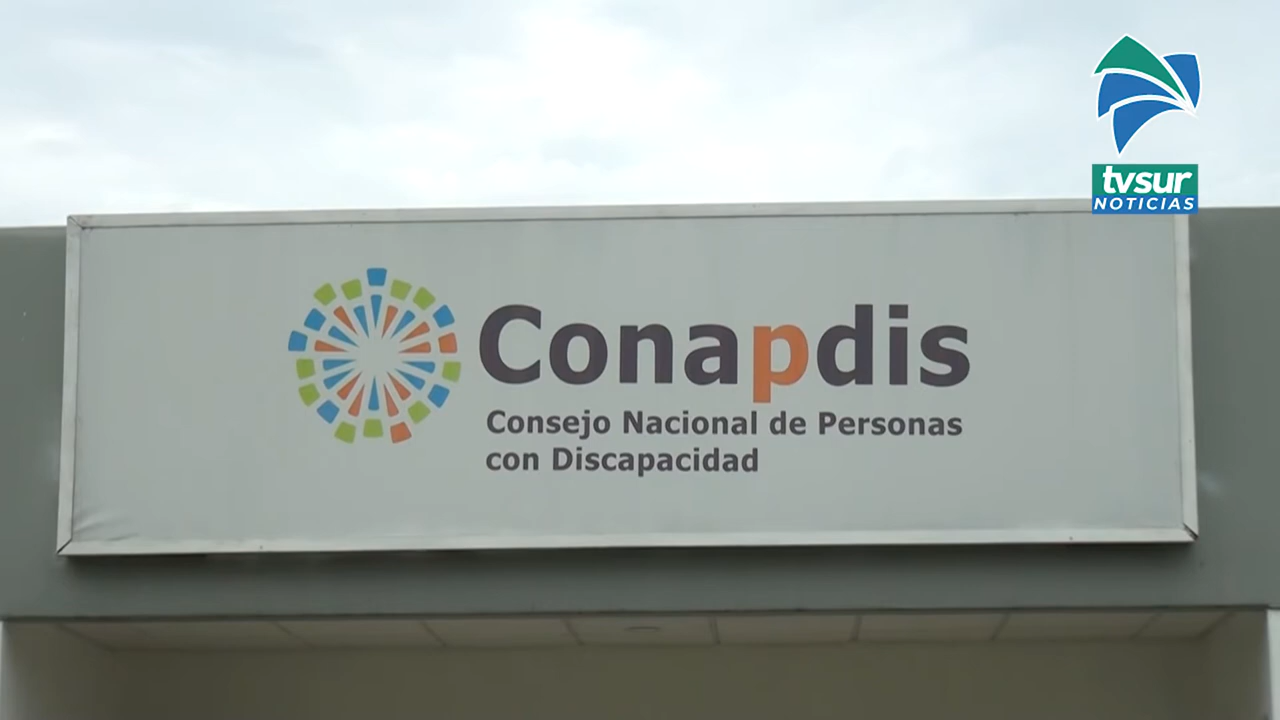 tvsur
NOTICIAS
Conapdis
Consejo Nacional de Personas
con Discapacidad